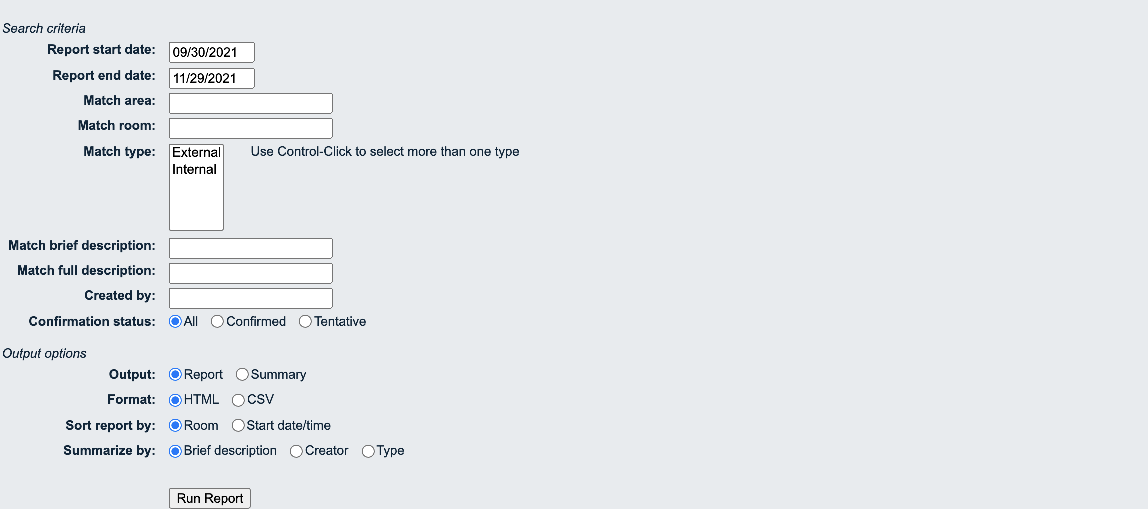 Search criteria
Report start date: 09/30/2021
Report end date: 11/29/2021
Match area:
Match room:
Match type: External Use Control-Click to select more than one type
Internal
Match brief description:
Match full description:
Created by:
Confirmation status: All Confirmed Tentative
Output options
Output: Report Summary
Format: HTML CSV
Sort report by: Room Start date/time
Summarize by: Brief description Creator Type
Run Report